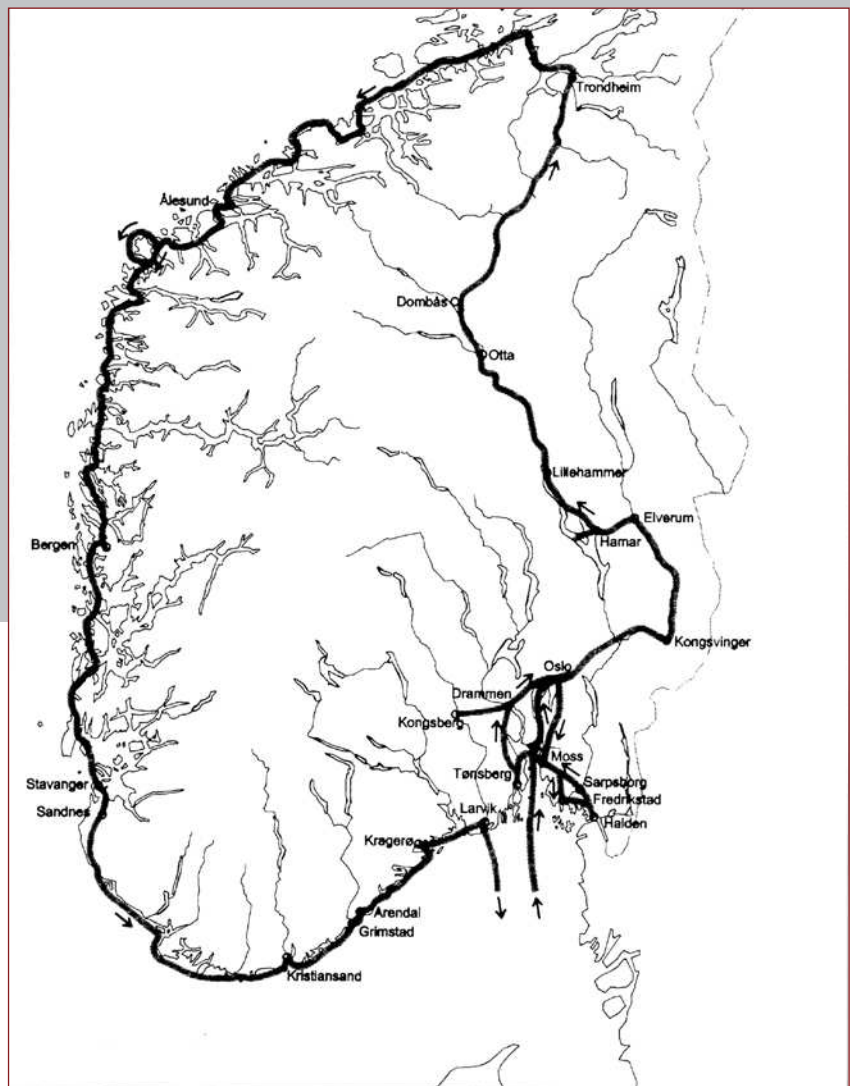 Trondheim
Ålesund
Dombås
Otta
Lillehammer
Elverum
Hamar
Bergen
Kongsvinger
Oslo
Drammen
Kongsberg
Moss
Tønsberg
Sarpsborg
Stavanger
Fredrikstad
Sandnes
Larvik
Halden
Kragerø
Arendal
Grimstad
Kristiansand